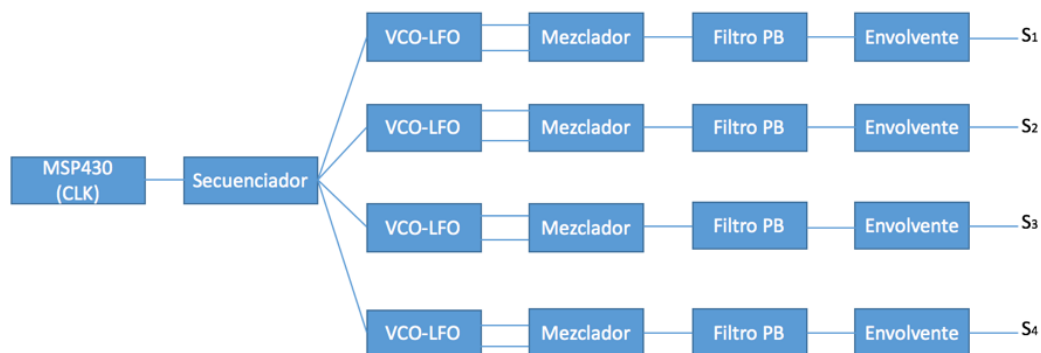 VCO-LFO Mezclador Filtro PB Envolvente S1
VCO-LFO Mezclador Filtro PB Envolvente S2
MSP430
(CLK)
Secuenciador
VCO-LFO Mezclador Filtro PB Envolvente S3
VCO-LFO Mezclador Filtro PB Envolvente S4